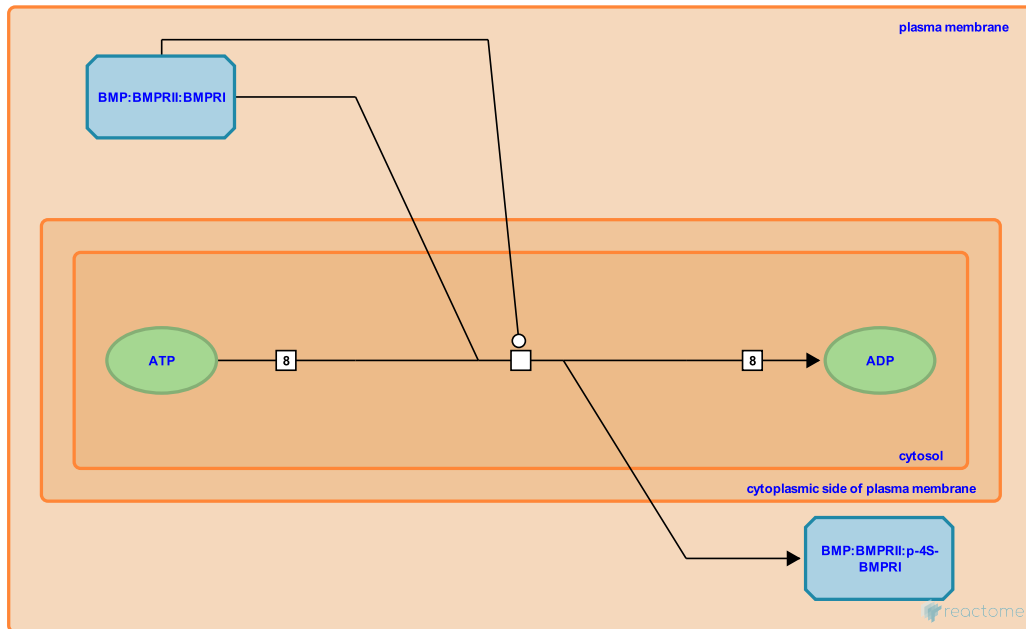 plasma membrane
BMP:BMPRII:BMPRI
ATP
8
8
ADP
cytosol
cytoplasmic side of plasma membrane
BMP:BMPRII:p-4S-
BMPRI
reactome